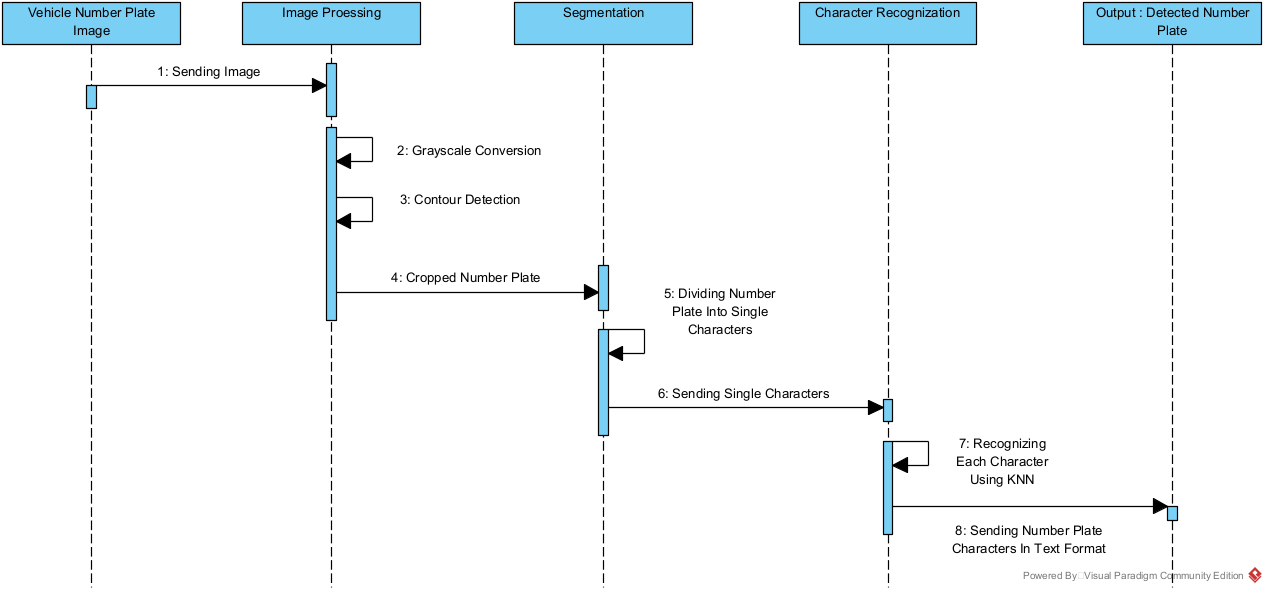 Vehicle Number Plate
Image
Image Proessing
Segmentation
Character Recognization
Output : Detected Number
Plate
1: Sending Image
2: Grayscale Conversion
3: Contour Detection
4: Cropped Number Plate
5: Dividing Number
Plate Into Single
Characters
6: Sending Single Characters
7: Recognizing
Each Character
Using KNN
8: Sending Number Plate
Characters In Text Format
Powered By Visual Paradigm Community Edition